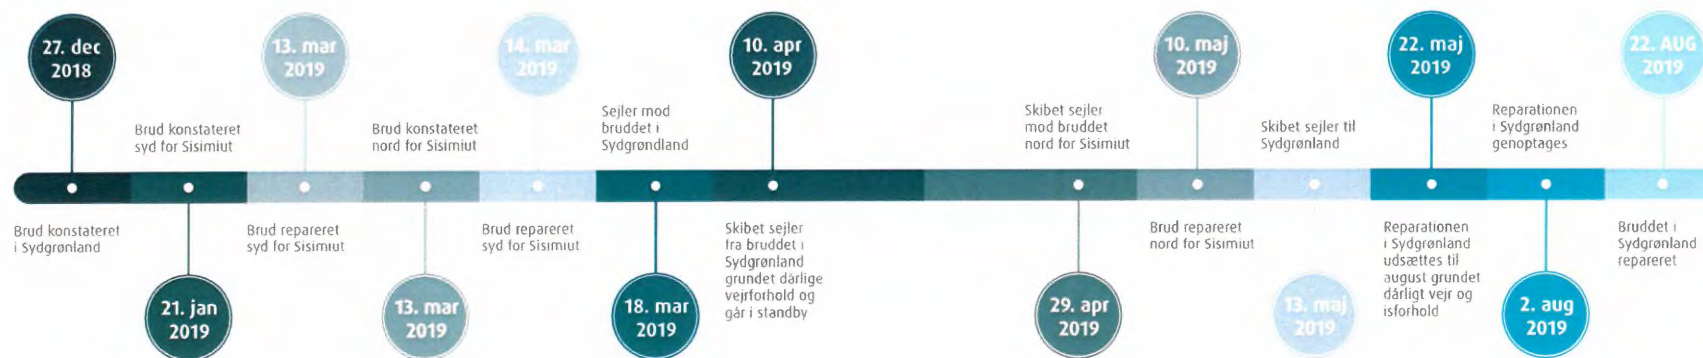 27. dec
2018
Brud konstateret
i Sydgrønland
Brud konstateret
syd for Sisimiut
21. jan
2019
13. mar
2019
Brud repareret
syd for Sisimiut
Brud konstateret
nord for Sisimiut
13. mar
2019
14. mar
2019
Brud repareret
syd for Sisimiut
Sejler mod
bruddet i
Sydgrøndland
18. mar
2019
10. apr
2019
Skibet sejler
fra bruddet i
Sydgrønland
grundet dårlige
vejrforhold og
går i standby
Skibet sejler
mod bruddet
nord for Sisimiut
29. apr
2019
10. maj
2019
Brud repareret
nord for Sisimiut
Skibet sejler til
Sydgrønland
13. maj
2019
22. maj
2019
Reparationen
i Sydgrønland
udsættes til
august grundet
dårligt vejr og
isforhold
Reparationen
i Sydgrønland
genoptages
2. aug
2019
22. AUG
2019
Bruddet i
Sydgrønland
repareret